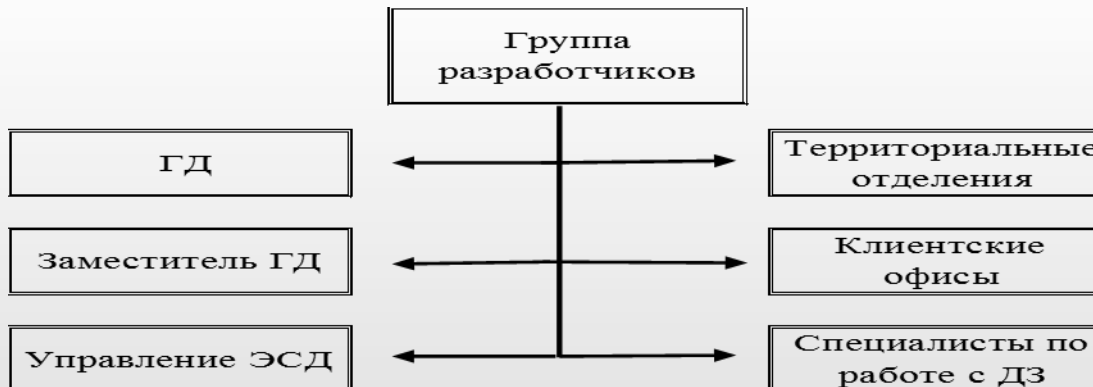 Группа
разработчиков
ГД
Территориальные
отделения
Заместитель ГД
Клиентские
офисы
Управление ЭСД
Специалисты по
работе с ДЗ